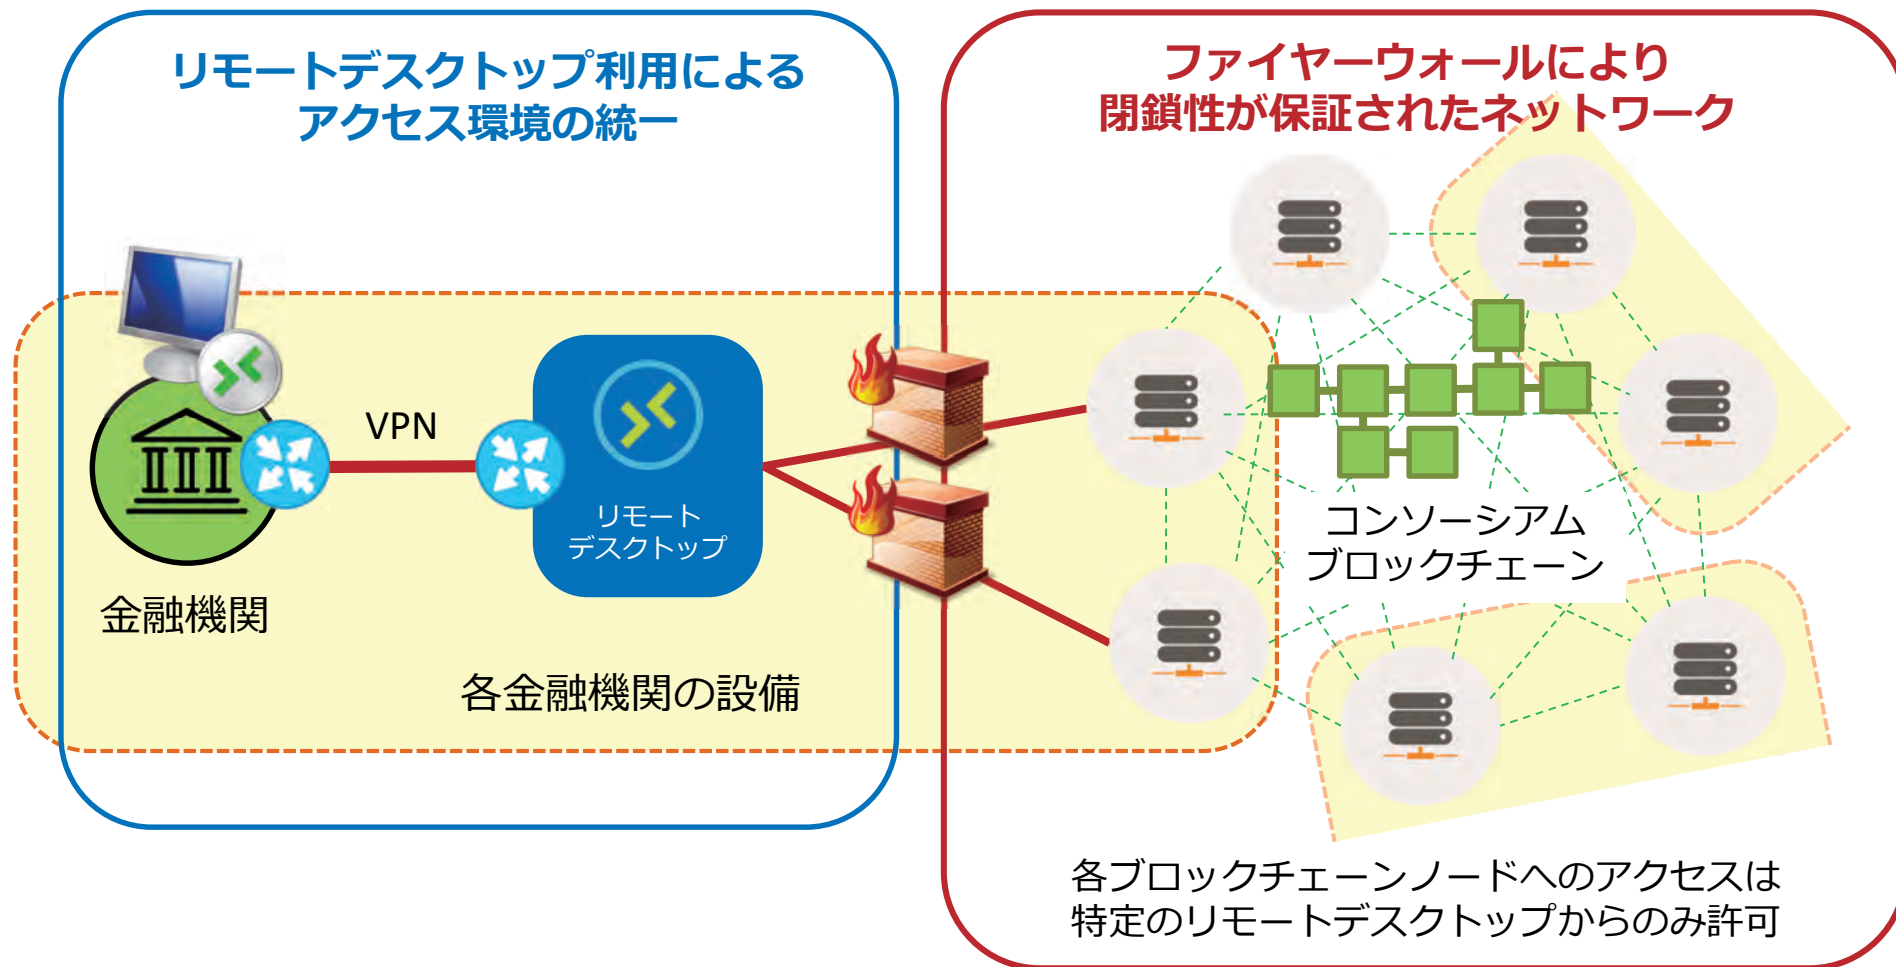 リモートデスクトップ利用による
アクセス環境の統一
ファイヤーウォールにより
閉鎖性が保証されたネットワーク
VPN
リモート
デスクトップ
金融機関
各金融機関の設備
コンソーシアム
ブロックチェーン
各ブロックチェーンノードへのアクセスは
特定のリモートデスクトップからのみ許可